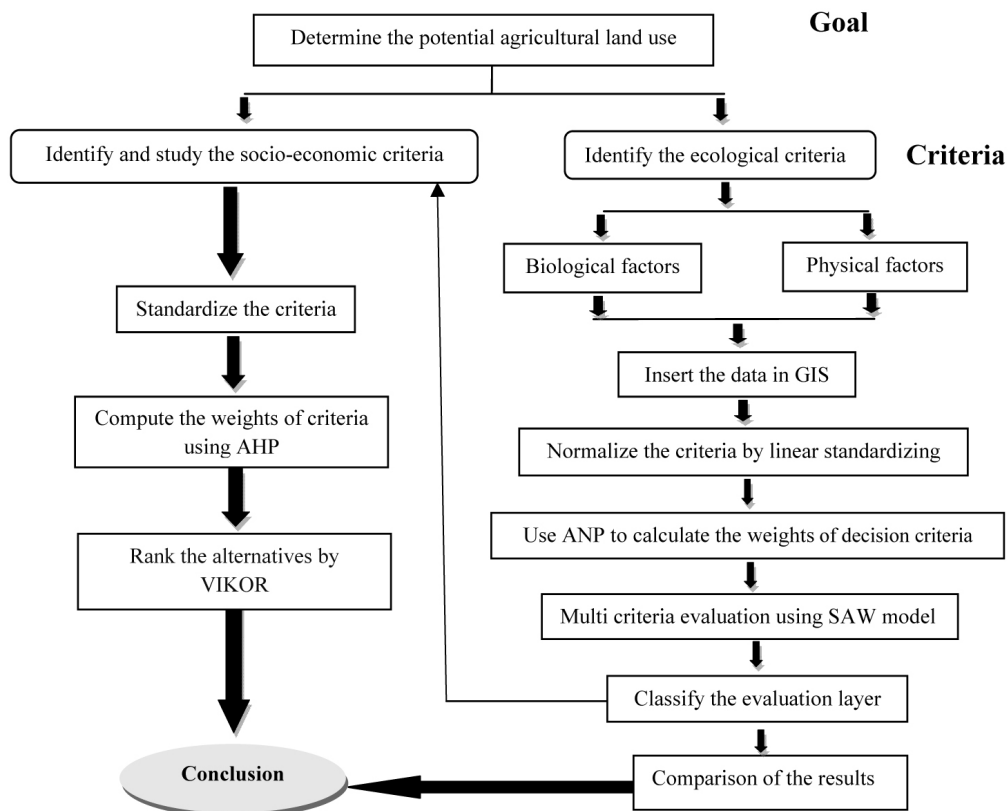 Goal
Determine the potential agricultural land use
Identify and study the socio-economic criteria
Identify the ecological criteria
Criteria
Biological factors
Physical factors
Standardize the criteria
Insert the data in GIS
Compute the weights of criteria
using AHP
Normalize the criteria by linear standardizing
Use ANP to calculate the weights of decision criteria
Rank the alternatives by
VIKOR
Multi criteria evaluation using SAW model
Classify the evaluation layer
Conclusion
Comparison of the results